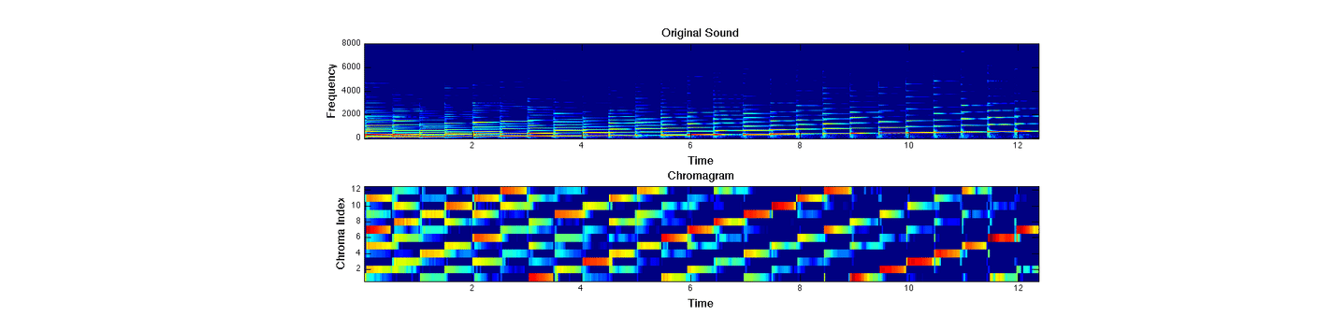 Original Sound
8000
6000
4000
2000
0
Frequency
2 4 6 8 10 12
Time
Chromagram
12
10
8
6
4
2
Chroma Index
2 4 6 8 10 12
Time